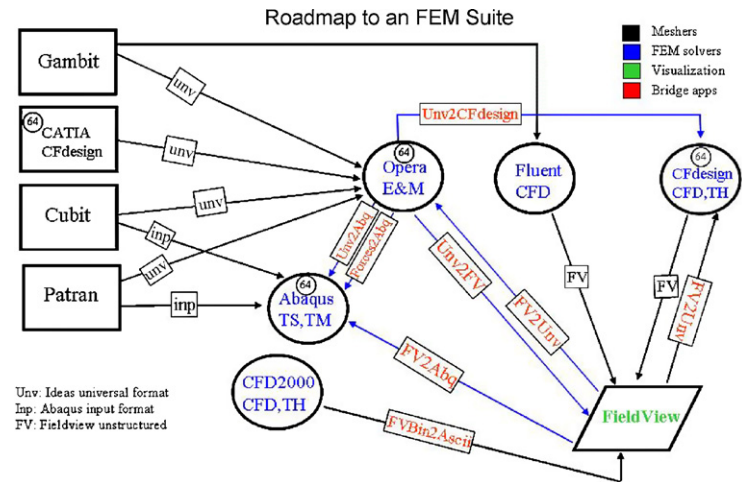 Roadmap to an FEM Suite
Meshers
FEM solvers
Visualization
Bridge apps
Gambit
unv
64
CATIA
CFdesign
unv
Cubit
unv
inp
Patran
unv
inp
Unv2CFdesign
64
Opera
E&M
Fluent
CFD
64
CFdesign
CFD,TH
Unv2Abq
Forces2Abq
Unv2FV
FV2Unv
FV
FV
FV2Unv
64
Abaqus
TS,TM
FV2Abq
CFD2000
CFD,TH
FVBin2Ascii
FieldView
Unv: Ideas universal format
Inp: Abaqus input format
FV: Fieldview unstructured